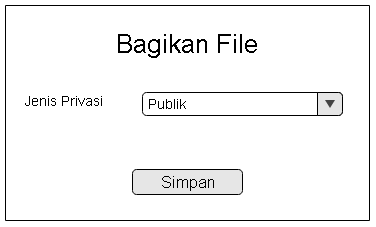 Bagikan File
Jenis Privasi
Publik
Simpan